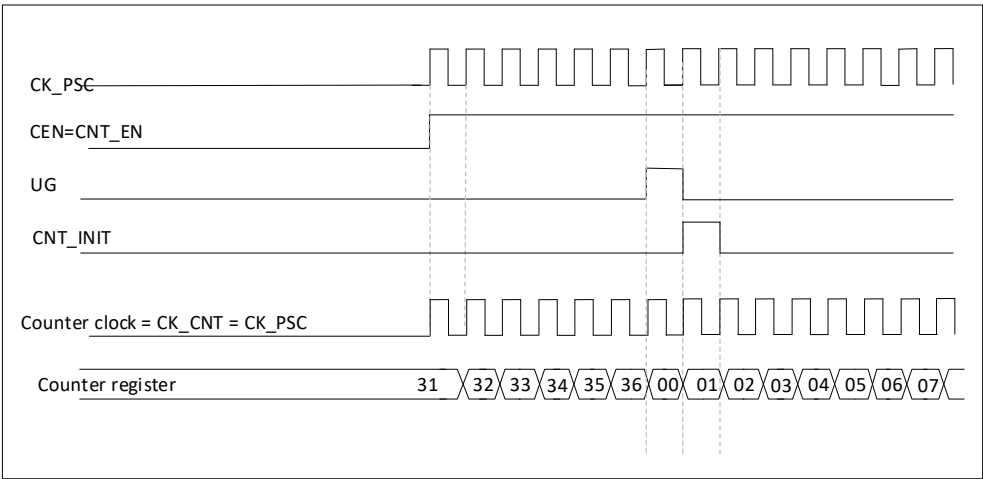 CK_PSC
CEN=CNT_EN
UG
CNT_INIT
Counter clock = CK_CNT = CK_PSC
Counter register 31 32 33 34 35 36 00 01 02 03 04 05 06 07